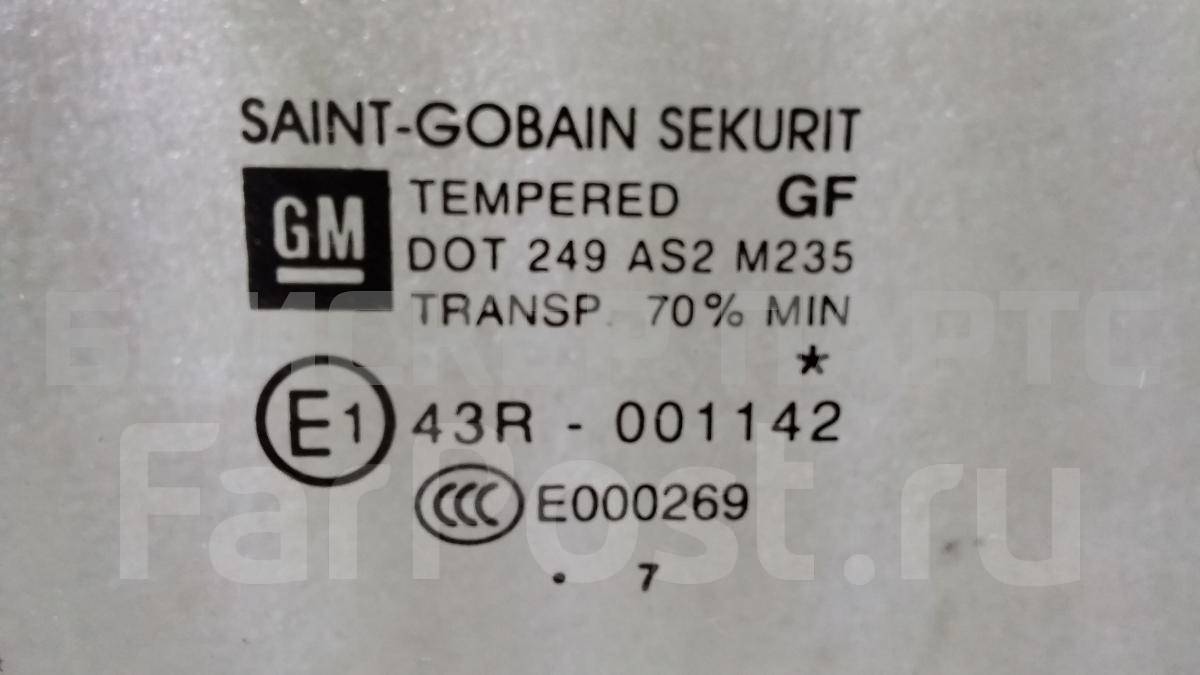 SAINT-GOBAIN SEKURIT
GM
TEMPERED GF
DOT 249 AS2 M235
TRANSP. 70% MIN
*
E1 43R - 001142
CCC E000269
. 7
FarPost.ru